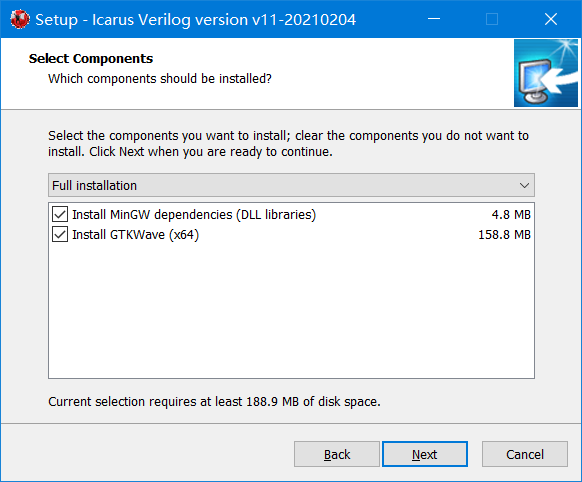 Setup - Icarus Verilog version v11-20210204
Select Components
Which components should be installed?
Select the components you want to install; clear the components you do not want to
install. Click Next when you are ready to continue.
Full installation
Install MinGW dependencies (DLL libraries) 4.8 MB
Install GTKWave (x64) 158.8 MB
Current selection requires at least 188.9 MB of disk space.
Back Next Cancel